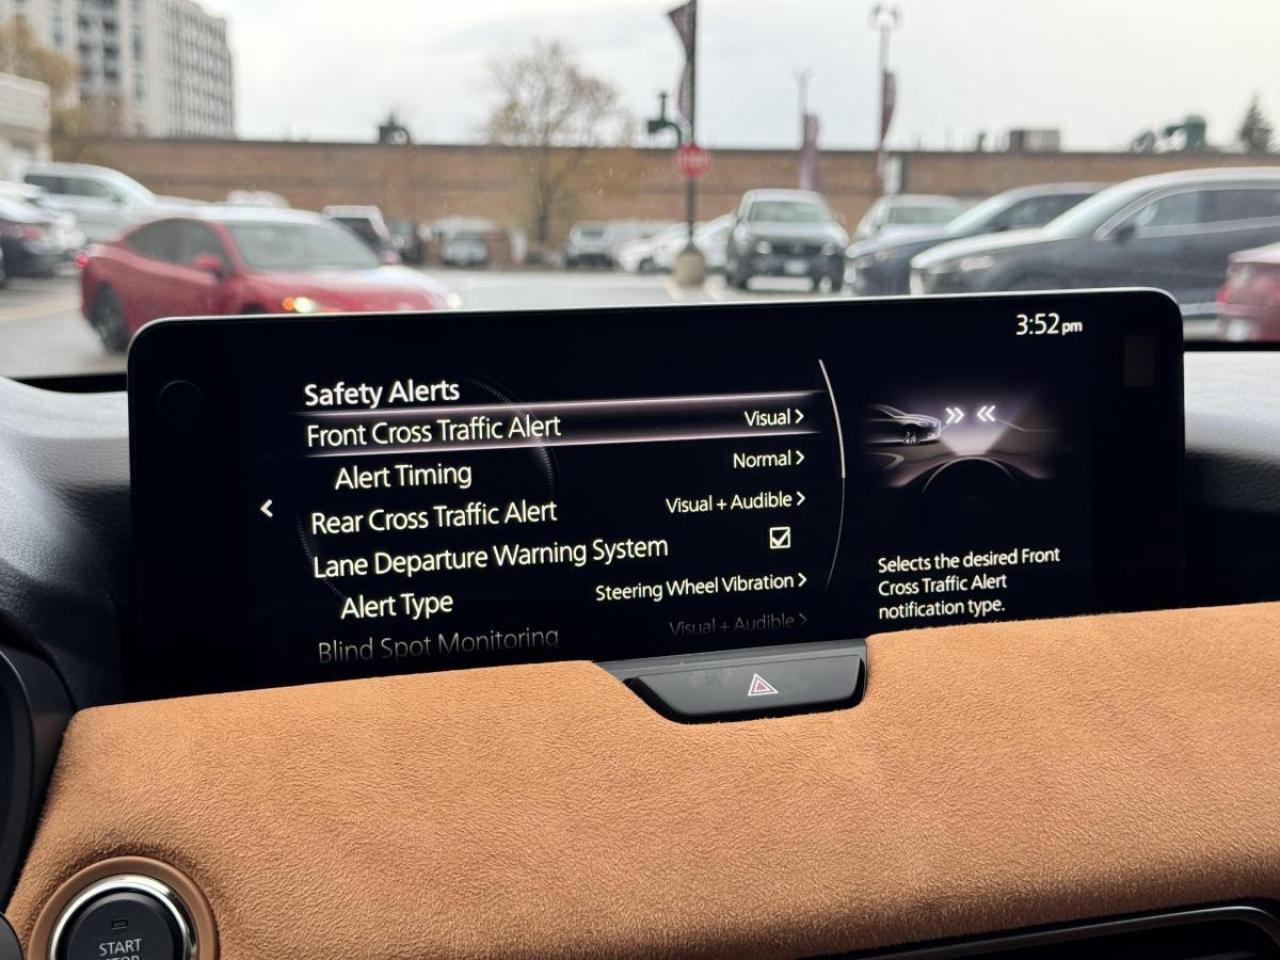 3:52pm
Safety Alerts
Front Cross Traffic Alert Visual >
Alert Timing Normal >
Rear Cross Traffic Alert Visual + Audible >
Lane Departure Warning System
Alert Type Steering Wheel Vibration >
Blind Spot Monitoring Visual + Audible >
Selects the desired Front
Cross Traffic Alert
notification type.
START
STOP